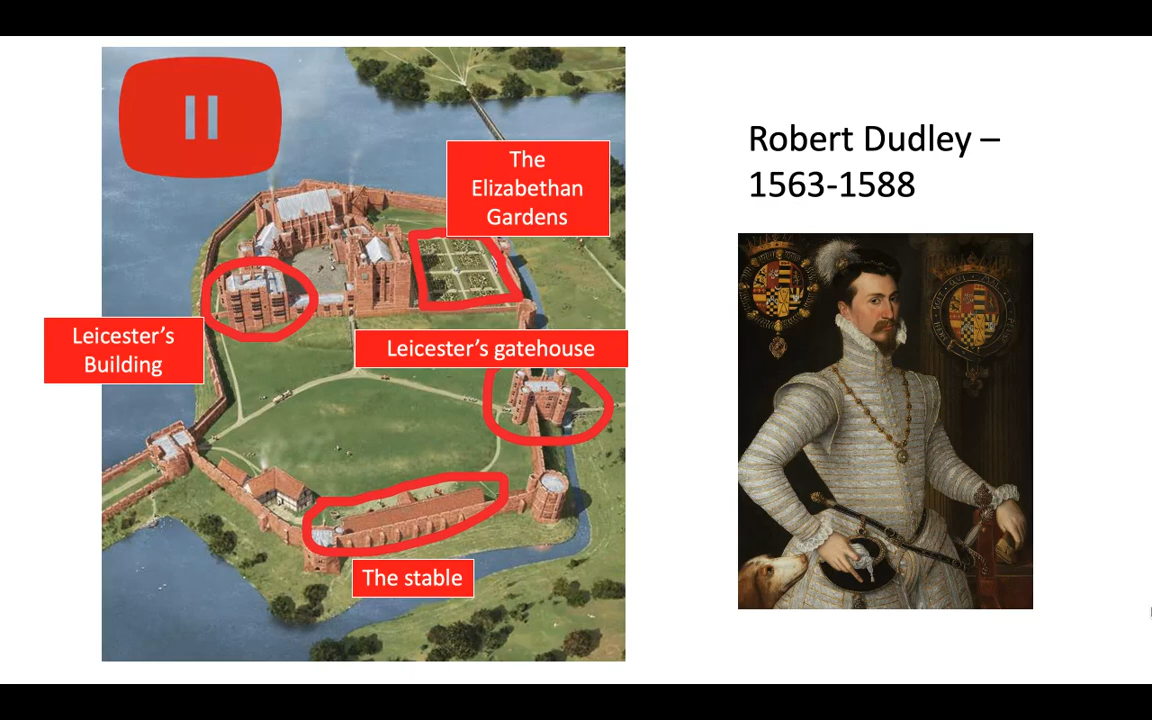 The
Elizabethan
Gardens
Leicester's
Building
Leicester's gatehouse
The stable
Robert Dudley –
1563-1588